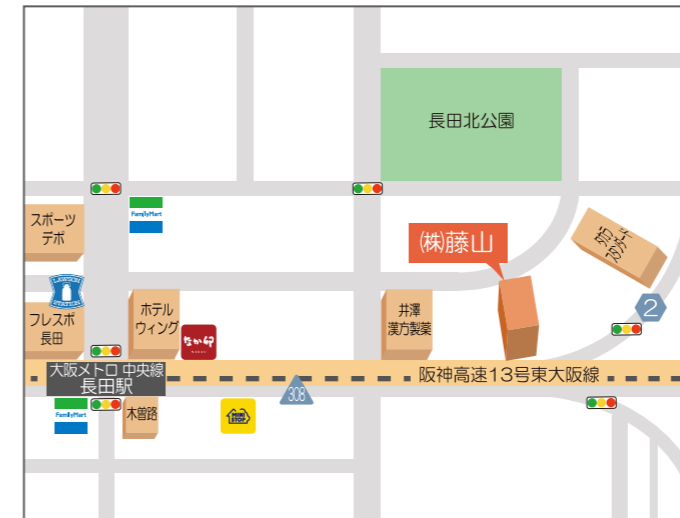 長田北公園
スポーツ
デポ
FamilyMart
㈱藤山
LAWSON
STATION
フレスポ
長田
ホテル
ウィング
なか卯
井澤
漢方製薬
2
大阪メトロ 中央線
長田駅
阪神高速13号東大阪線
308
FamilyMart
木曽路